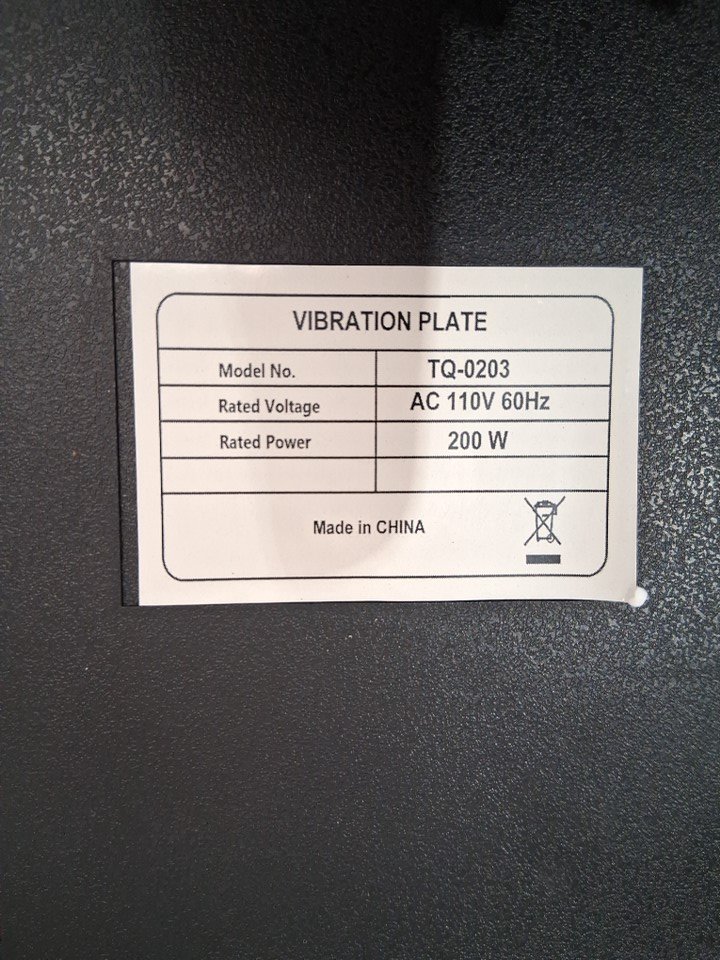 VIBRATION PLATE
Model No. TQ-0203
Rated Voltage AC 110V 60Hz
Rated Power 200 W
Made in CHINA